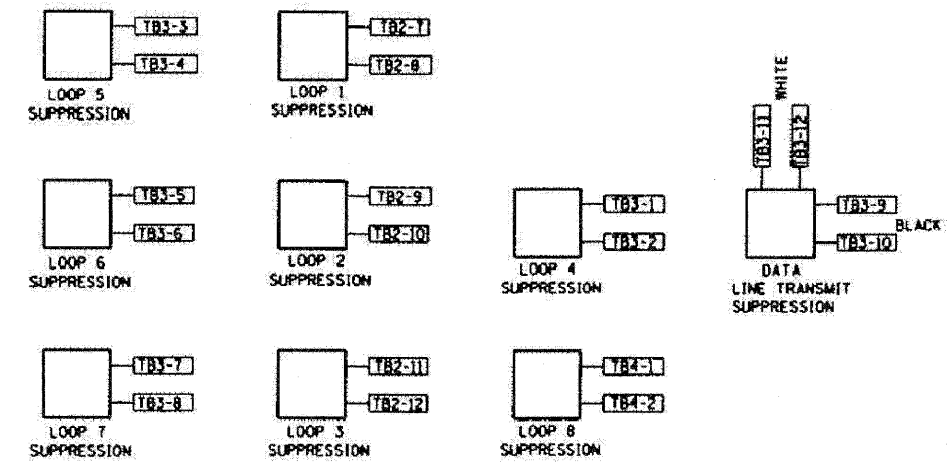 TB3-3
TB3-4
LOOP 5
SUPPRESSION
TB2-7
TB2-8
LOOP 1
SUPPRESSION
WHITE
TB3-11
TB3-12
TB3-9
TB3-10
BLACK
DATA
LINE TRANSMIT
SUPPRESSION
TB3-5
TB3-6
LOOP 6
SUPPRESSION
TB2-9
TB2-10
LOOP 2
SUPPRESSION
TB3-1
TB3-2
LOOP 4
SUPPRESSION
TB3-7
TB3-8
LOOP 7
SUPPRESSION
TB2-11
TB2-12
LOOP 3
SUPPRESSION
TB4-1
TB4-2
LOOP 8
SUPPRESSION